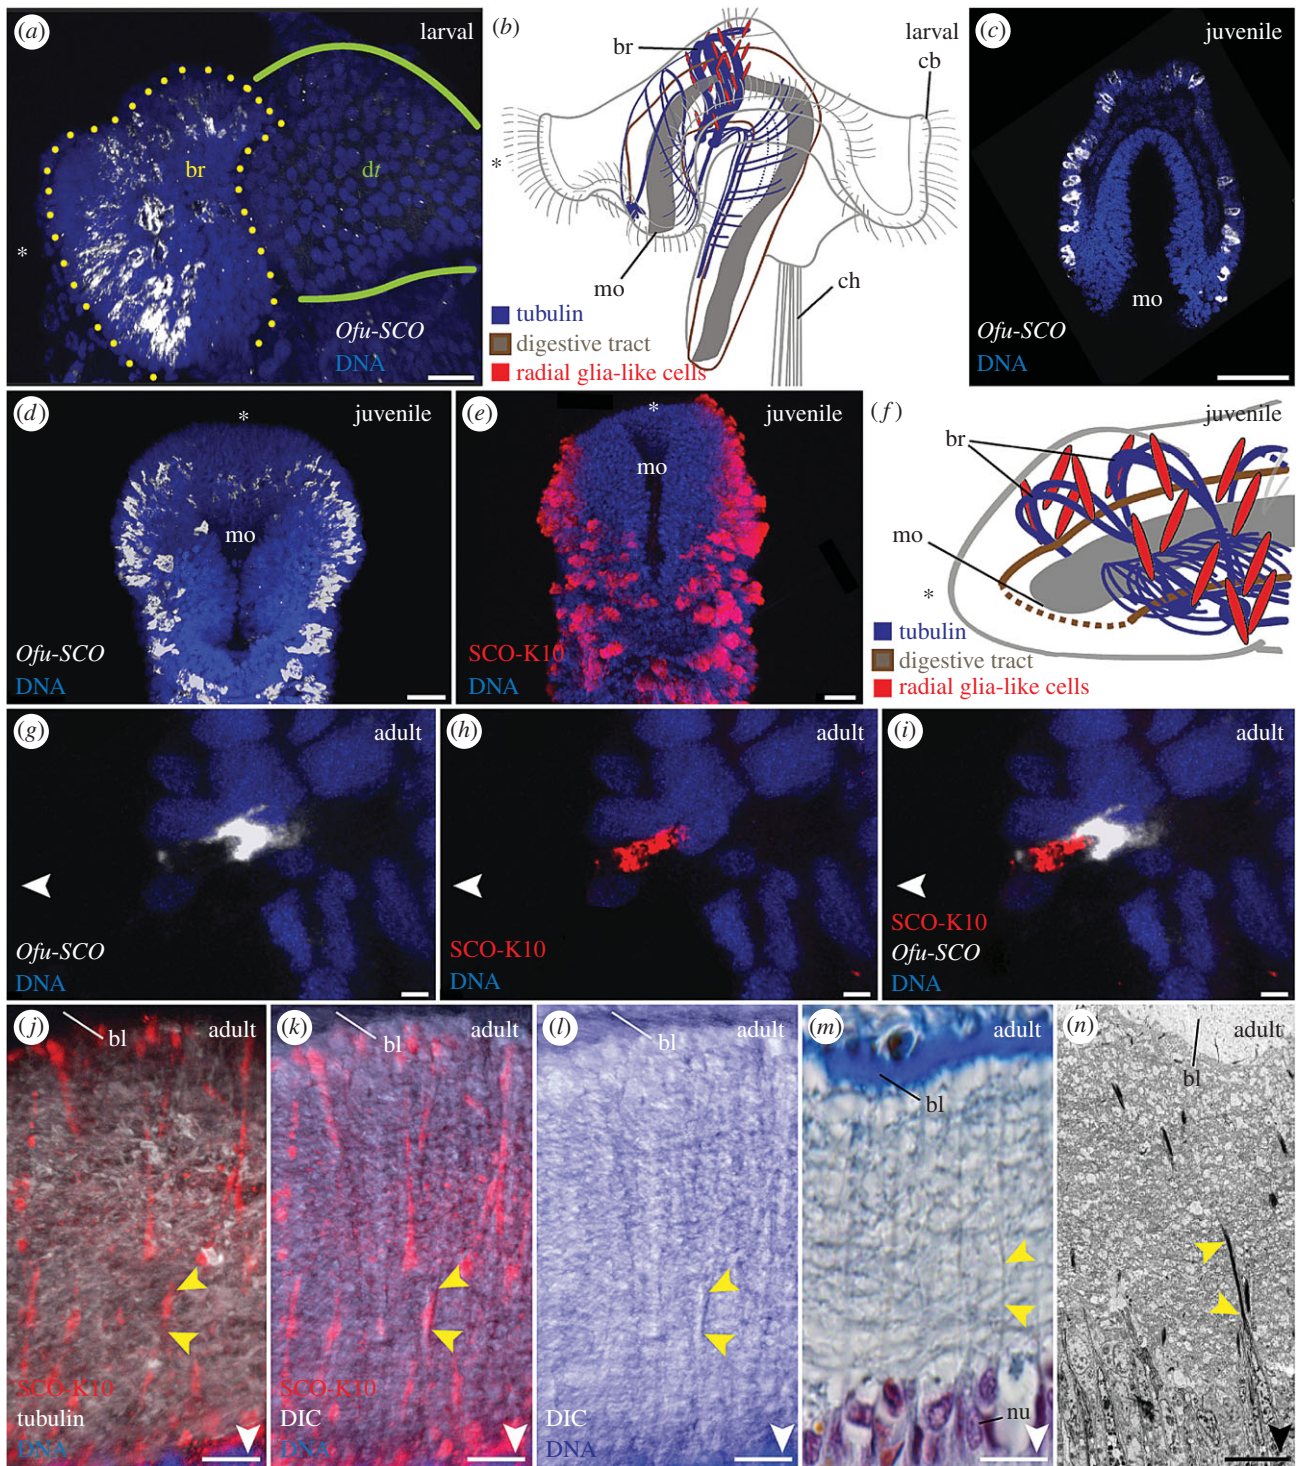 (a)
larval
br
dt
*
Ofu-SCO
DNA
(b)
larval
br
cb
*
mo
ch
tubulin
digestive tract
radial glia-like cells
(c)
juvenile
mo
Ofu-SCO
DNA
(d)
*
juvenile
mo
Ofu-SCO
DNA
(e)
*
juvenile
mo
SCO-K10
DNA
(f)
juvenile
br
mo
*
tubulin
digestive tract
radial glia-like cells
(g)
adult
Ofu-SCO
DNA
(h)
adult
SCO-K10
DNA
(i)
adult
SCO-K10
Ofu-SCO
DNA
(j)
adult
bl
SCO-K10
tubulin
DNA
(k)
adult
bl
SCO-K10
DIC
DNA
(l)
adult
bl
DIC
DNA
(m)
adult
bl
nu
(n)
adult
bl